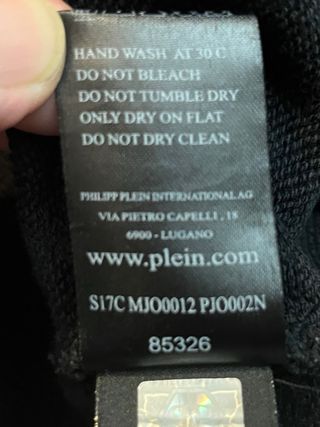 HAND WASH AT 30 C
DO NOT BLEACH
DO NOT TUMBLE DRY
ONLY DRY ON FLAT
DO NOT DRY CLEAN
PHILIPP PLEIN INTERNATIONAL AG
VIA PIETRO CAPELLI , 18
6900 - LUGANO
www.plein.com
S17C MJO0012 PJO002N
85326